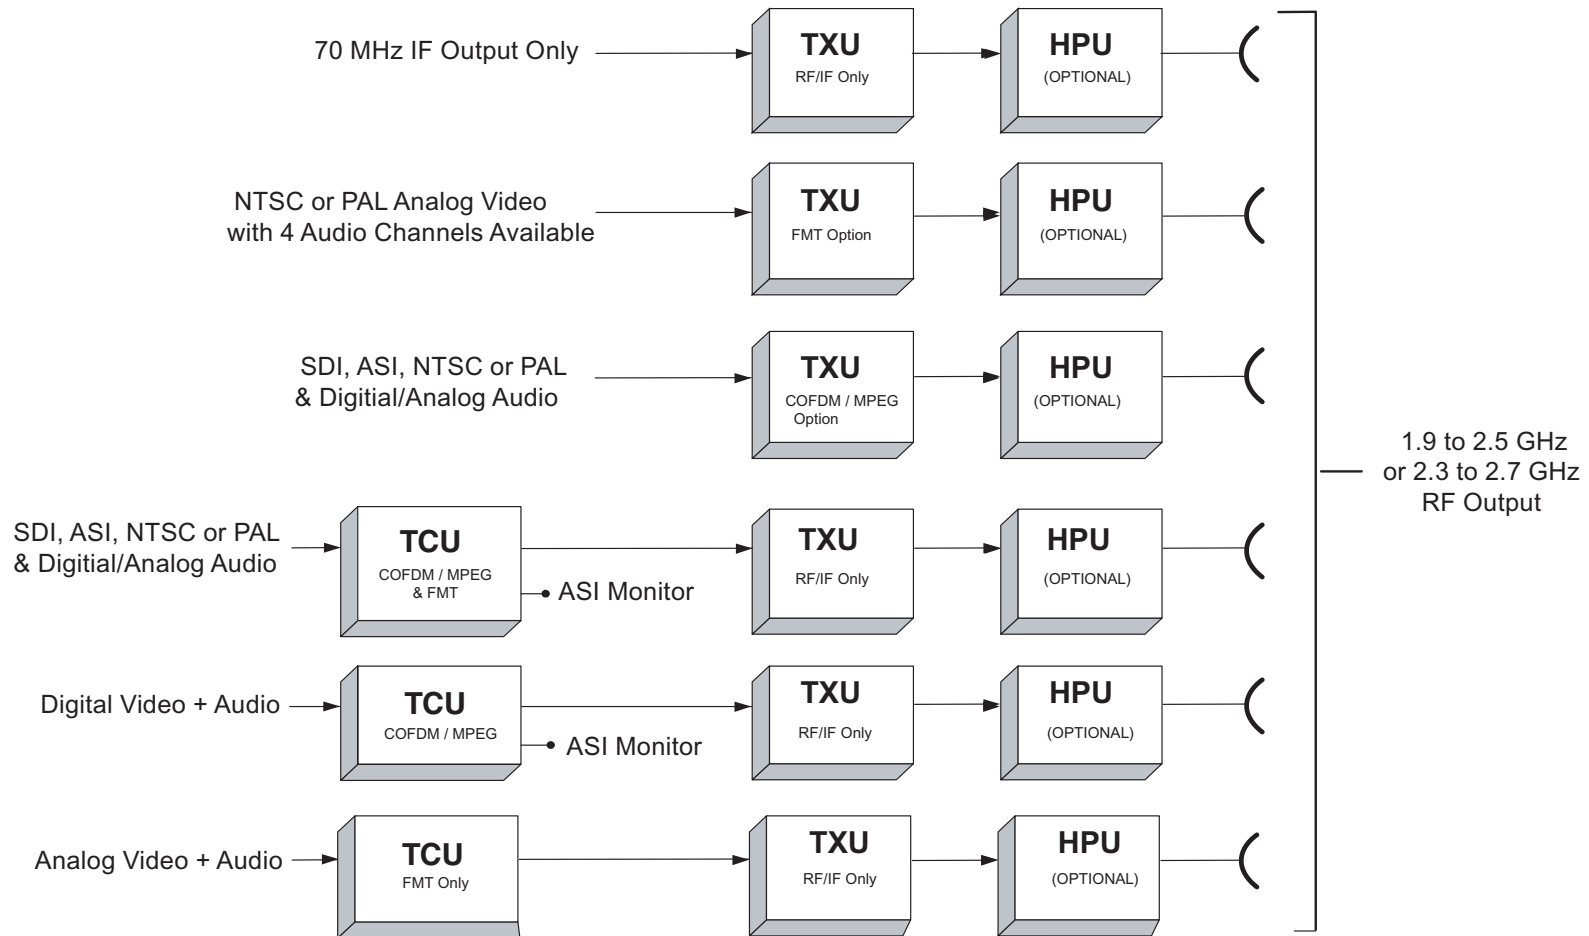 70 MHz IF Output Only
TXU
RF/IF Only
HPU
(OPTIONAL)
NTSC or PAL Analog Video
with 4 Audio Channels Available
TXU
FMT Option
HPU
(OPTIONAL)
SDI, ASI, NTSC or PAL
& Digitial/Analog Audio
TXU
COFDM / MPEG
Option
HPU
(OPTIONAL)
1.9 to 2.5 GHz
or 2.3 to 2.7 GHz
RF Output
SDI, ASI, NTSC or PAL
& Digitial/Analog Audio
TCU
COFDM / MPEG
& FMT
ASI Monitor
TXU
RF/IF Only
HPU
(OPTIONAL)
Digital Video + Audio
TCU
COFDM / MPEG
ASI Monitor
TXU
RF/IF Only
HPU
(OPTIONAL)
Analog Video + Audio
TCU
FMT Only
TXU
RF/IF Only
HPU
(OPTIONAL)